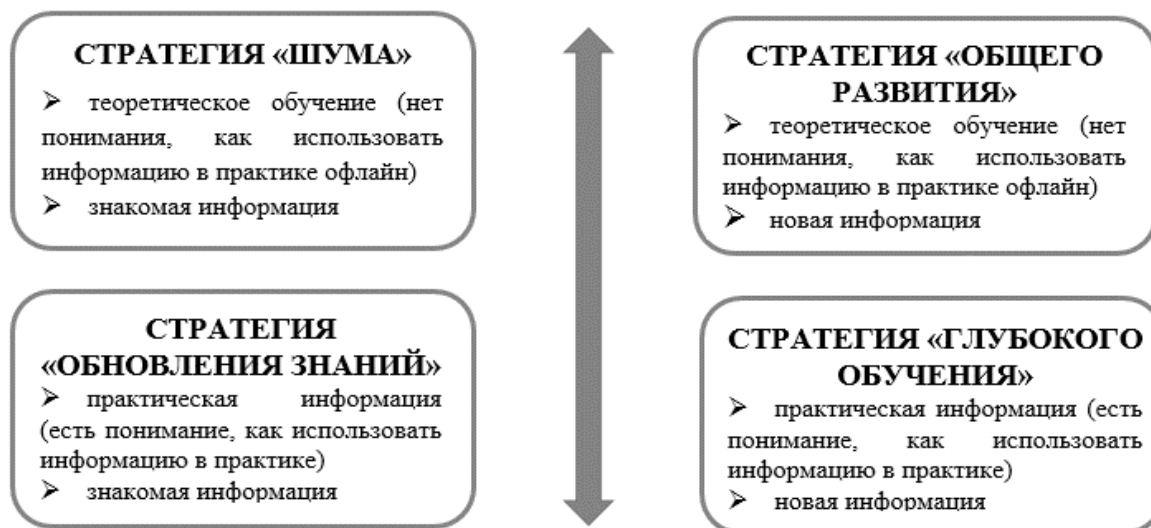 СТРАТЕГИЯ «ШУМА»
➤ теоретическое обучение (нет
понимания, как использовать
информацию в практике офлайн)
➤ знакомая информация
СТРАТЕГИЯ «ОБЩЕГО
РАЗВИТИЯ»
➤ теоретическое обучение (нет
понимания, как использовать
информацию в практике офлайн)
➤ новая информация
СТРАТЕГИЯ
«ОБНОВЛЕНИЯ ЗНАНИЙ»
➤ практическая информация
(есть понимание, как использовать
информацию в практике)
➤ знакомая информация
СТРАТЕГИЯ «ГЛУБОКОГО
ОБУЧЕНИЯ»
➤ практическая информация (есть
понимание, как использовать
информацию в практике)
➤ новая информация